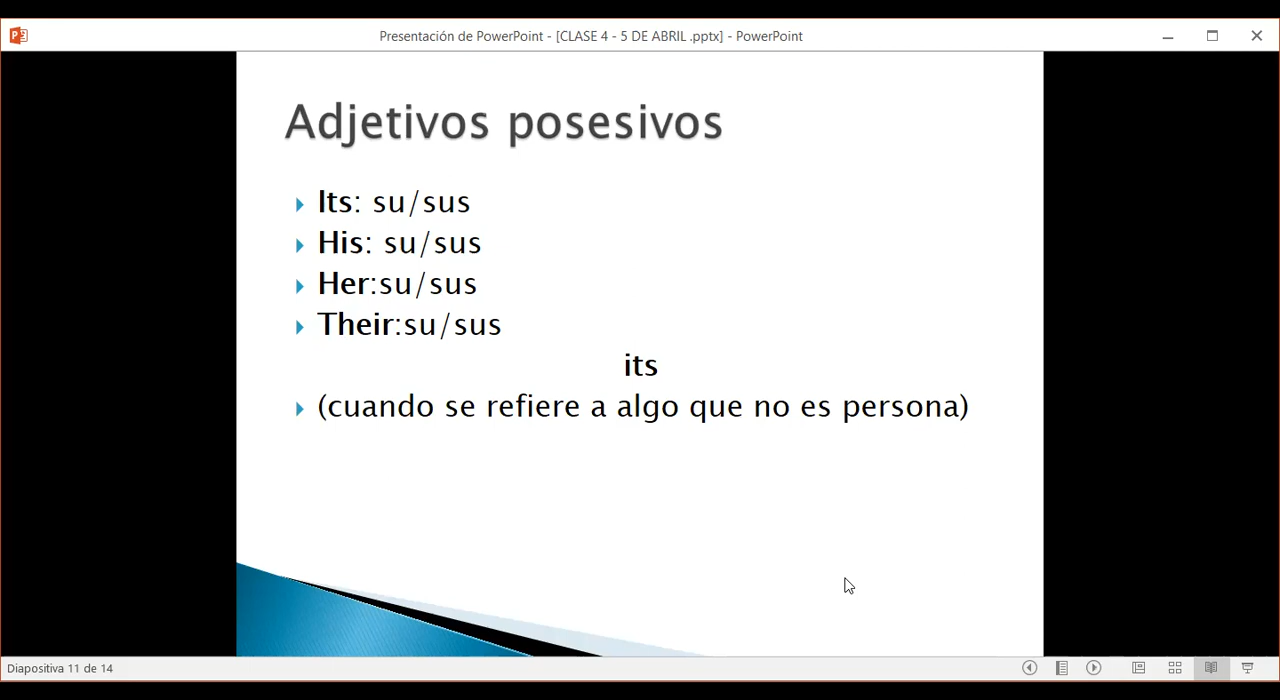 Presentación de PowerPoint - [CLASE 4 - 5 DE ABRIL .pptx] - PowerPoint
Adjetivos posesivos
Its: su/sus
His: su/sus
Her:su/sus
Their:su/sus
its
(cuando se refiere a algo que no es persona)
Diapositiva 11 de 14